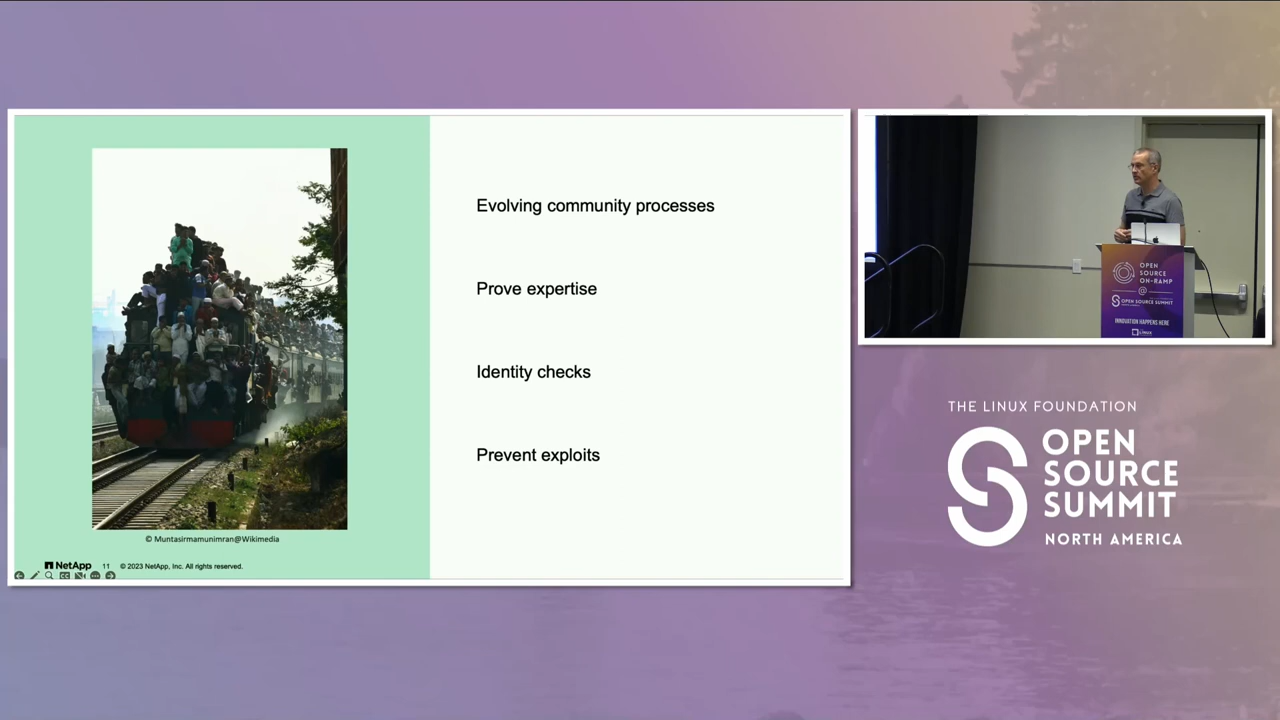 Evolving community processes
Prove expertise
Identity checks
Prevent exploits
© Muntasirmamunimran@Wikimedia
NetApp 11 © 2023 NetApp, Inc. All rights reserved.
OPEN
SOURCE
ON-RAMP
@
OPEN SOURCE SUMMIT
INNOVATION HAPPENS HERE
THE LINUX FOUNDATION
OPEN
SOURCE
SUMMIT
NORTH AMERICA